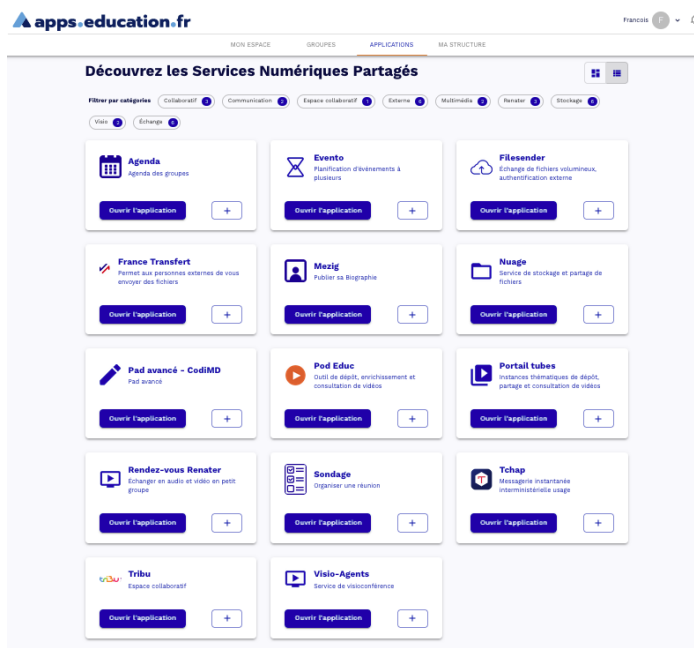 apps.education.fr
Francois F
MON ESPACE GROUPES APPLICATIONS MA STRUCTURE
Découvrez les Services Numériques Partagés
Filtrer par catégories Collaboratif 3 Communication 2 Espace collaboratif 1 Externe Multimédia Renater 3 Stockage 6
Visio 2 Échange 6
Agenda
Agenda des groupes
Ouvrir l'application +
Evento
Planification d'évènements à
plusieurs
Ouvrir l'application +
Filesender
Échange de fichiers volumineux,
authentification externe
Ouvrir l'application +
France Transfert
Permet aux personnes externes de vous
envoyer des fichiers
Ouvrir l'application +
Mezig
Publier sa Biographie
Ouvrir l'application +
Nuage
Service de stockage et partage de
fichiers
Ouvrir l'application +
Pad avancé - CodiMD
Pad avancé
Ouvrir l'application +
Pod Educ
Outil de dépôt, enrichissement et
consultation de vidéos
Ouvrir l'application +
Portail tubes
Instances thématiques de dépôt,
partage et consultation de vidéos
Ouvrir l'application +
Rendez-vous Renater
Échanger en audio et vidéo en petit
groupe
Ouvrir l'application +
Sondage
Organiser une réunion
Ouvrir l'application +
Tchap
Messagerie instantanée
interministérielle usage
Ouvrir l'application +
tribu
Tribu
Espace collaboratif
Ouvrir l'application +
Visio-Agents
Service de visioconférence
Ouvrir l'application +